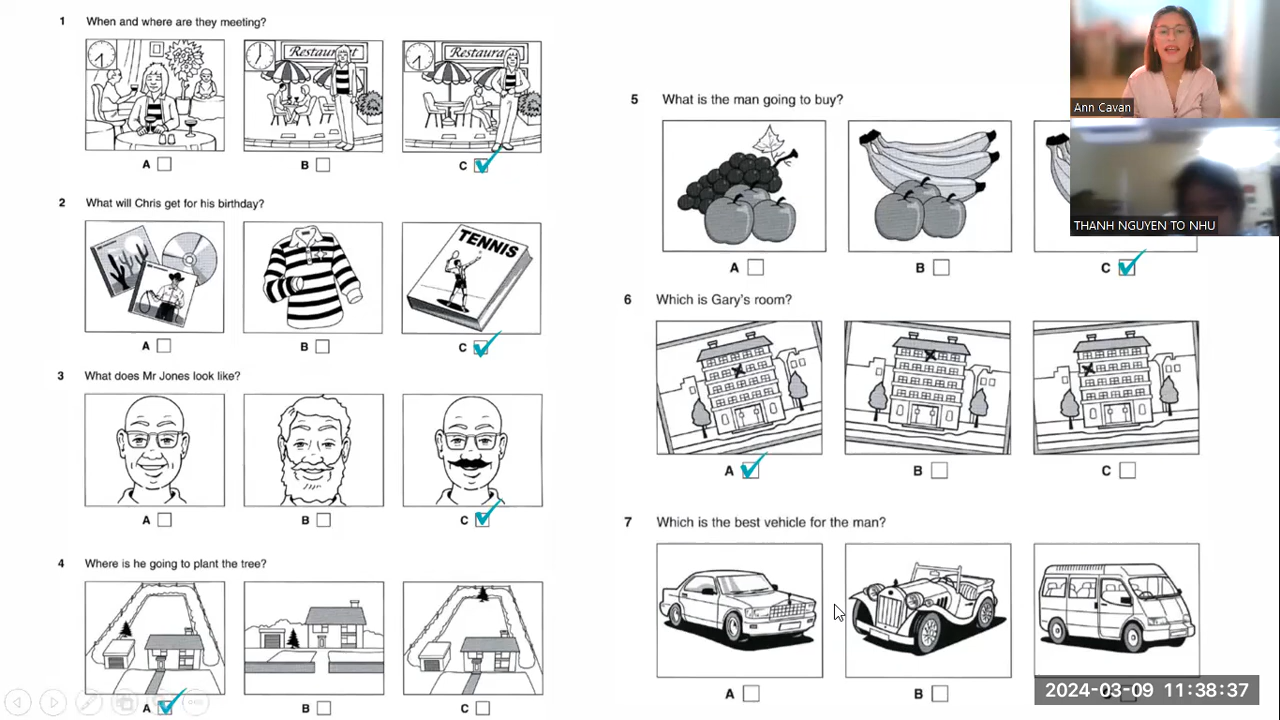 1 When and where are they meeting?
Restaurant
Restaura
A
B
C
2 What will Chris get for his birthday?
TENNIS
A
B
C
3 What does Mr Jones look like?
A
B
C
4 Where is he going to plant the tree?
A
B
C
5 What is the man going to buy?
A
B
C
6 Which is Gary's room?
A
B
C
7 Which is the best vehicle for the man?
A
B
Ann Cavan
THANH NGUYEN TO NHU
2024-03-09 11:38:37